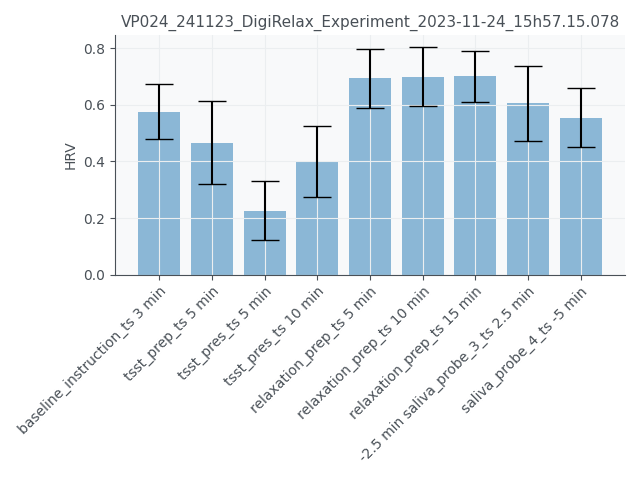 VP024_241123_DigiRelax_Experiment_2023-11-24_15h57.15.078
HRV
0.8
0.6
0.4
0.2
0.0
baseline_instruction_ts 3 min
tsst_prep_ts 5 min
tsst_pres_ts 5 min
tsst_pres_ts 10 min
relaxation_prep_ts 5 min
relaxation_prep_ts 10 min
relaxation_prep_ts 15 min
-2.5 min saliva_probe_3_ts 2.5 min
saliva_probe_4_ts -5 min